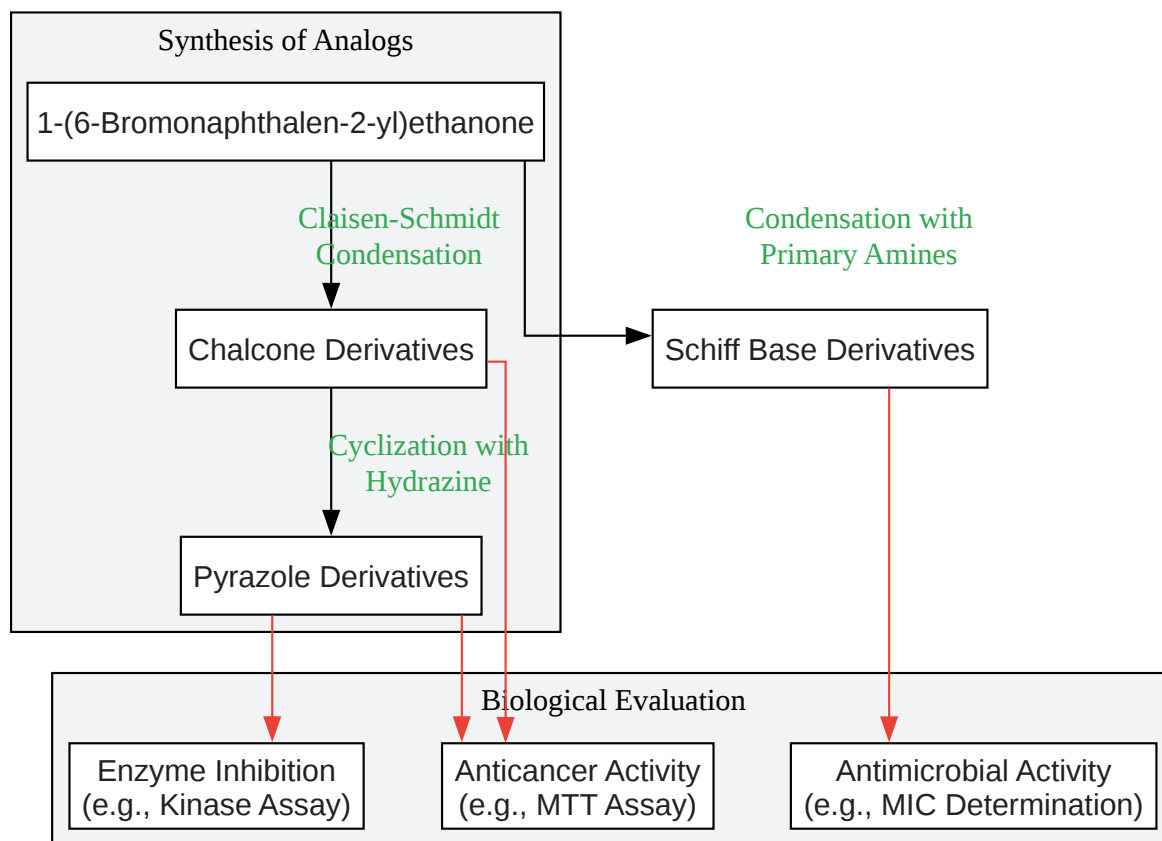 Synthesis of Analogs
1-(6-Bromonaphthalen-2-yl)ethanone
Claisen-Schmidt
Condensation
Condensation with
Primary Amines
Chalcone Derivatives
Schiff Base Derivatives
Cyclization with
Hydrazine
Pyrazole Derivatives
Biological Evaluation
Enzyme Inhibition
(e.g., Kinase Assay)
Anticancer Activity
(e.g., MTT Assay)
Antimicrobial Activity
(e.g., MIC Determination)